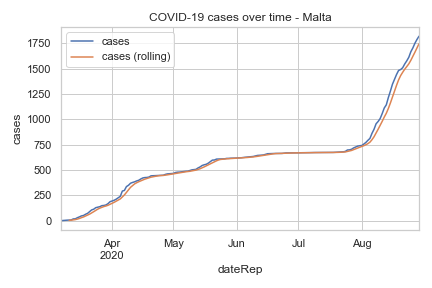 COVID-19 cases over time - Malta
cases
cases (rolling)
1750
1500
1250
1000
750
500
250
0
cases
Apr
2020
May
Jun
Jul
Aug
dateRep